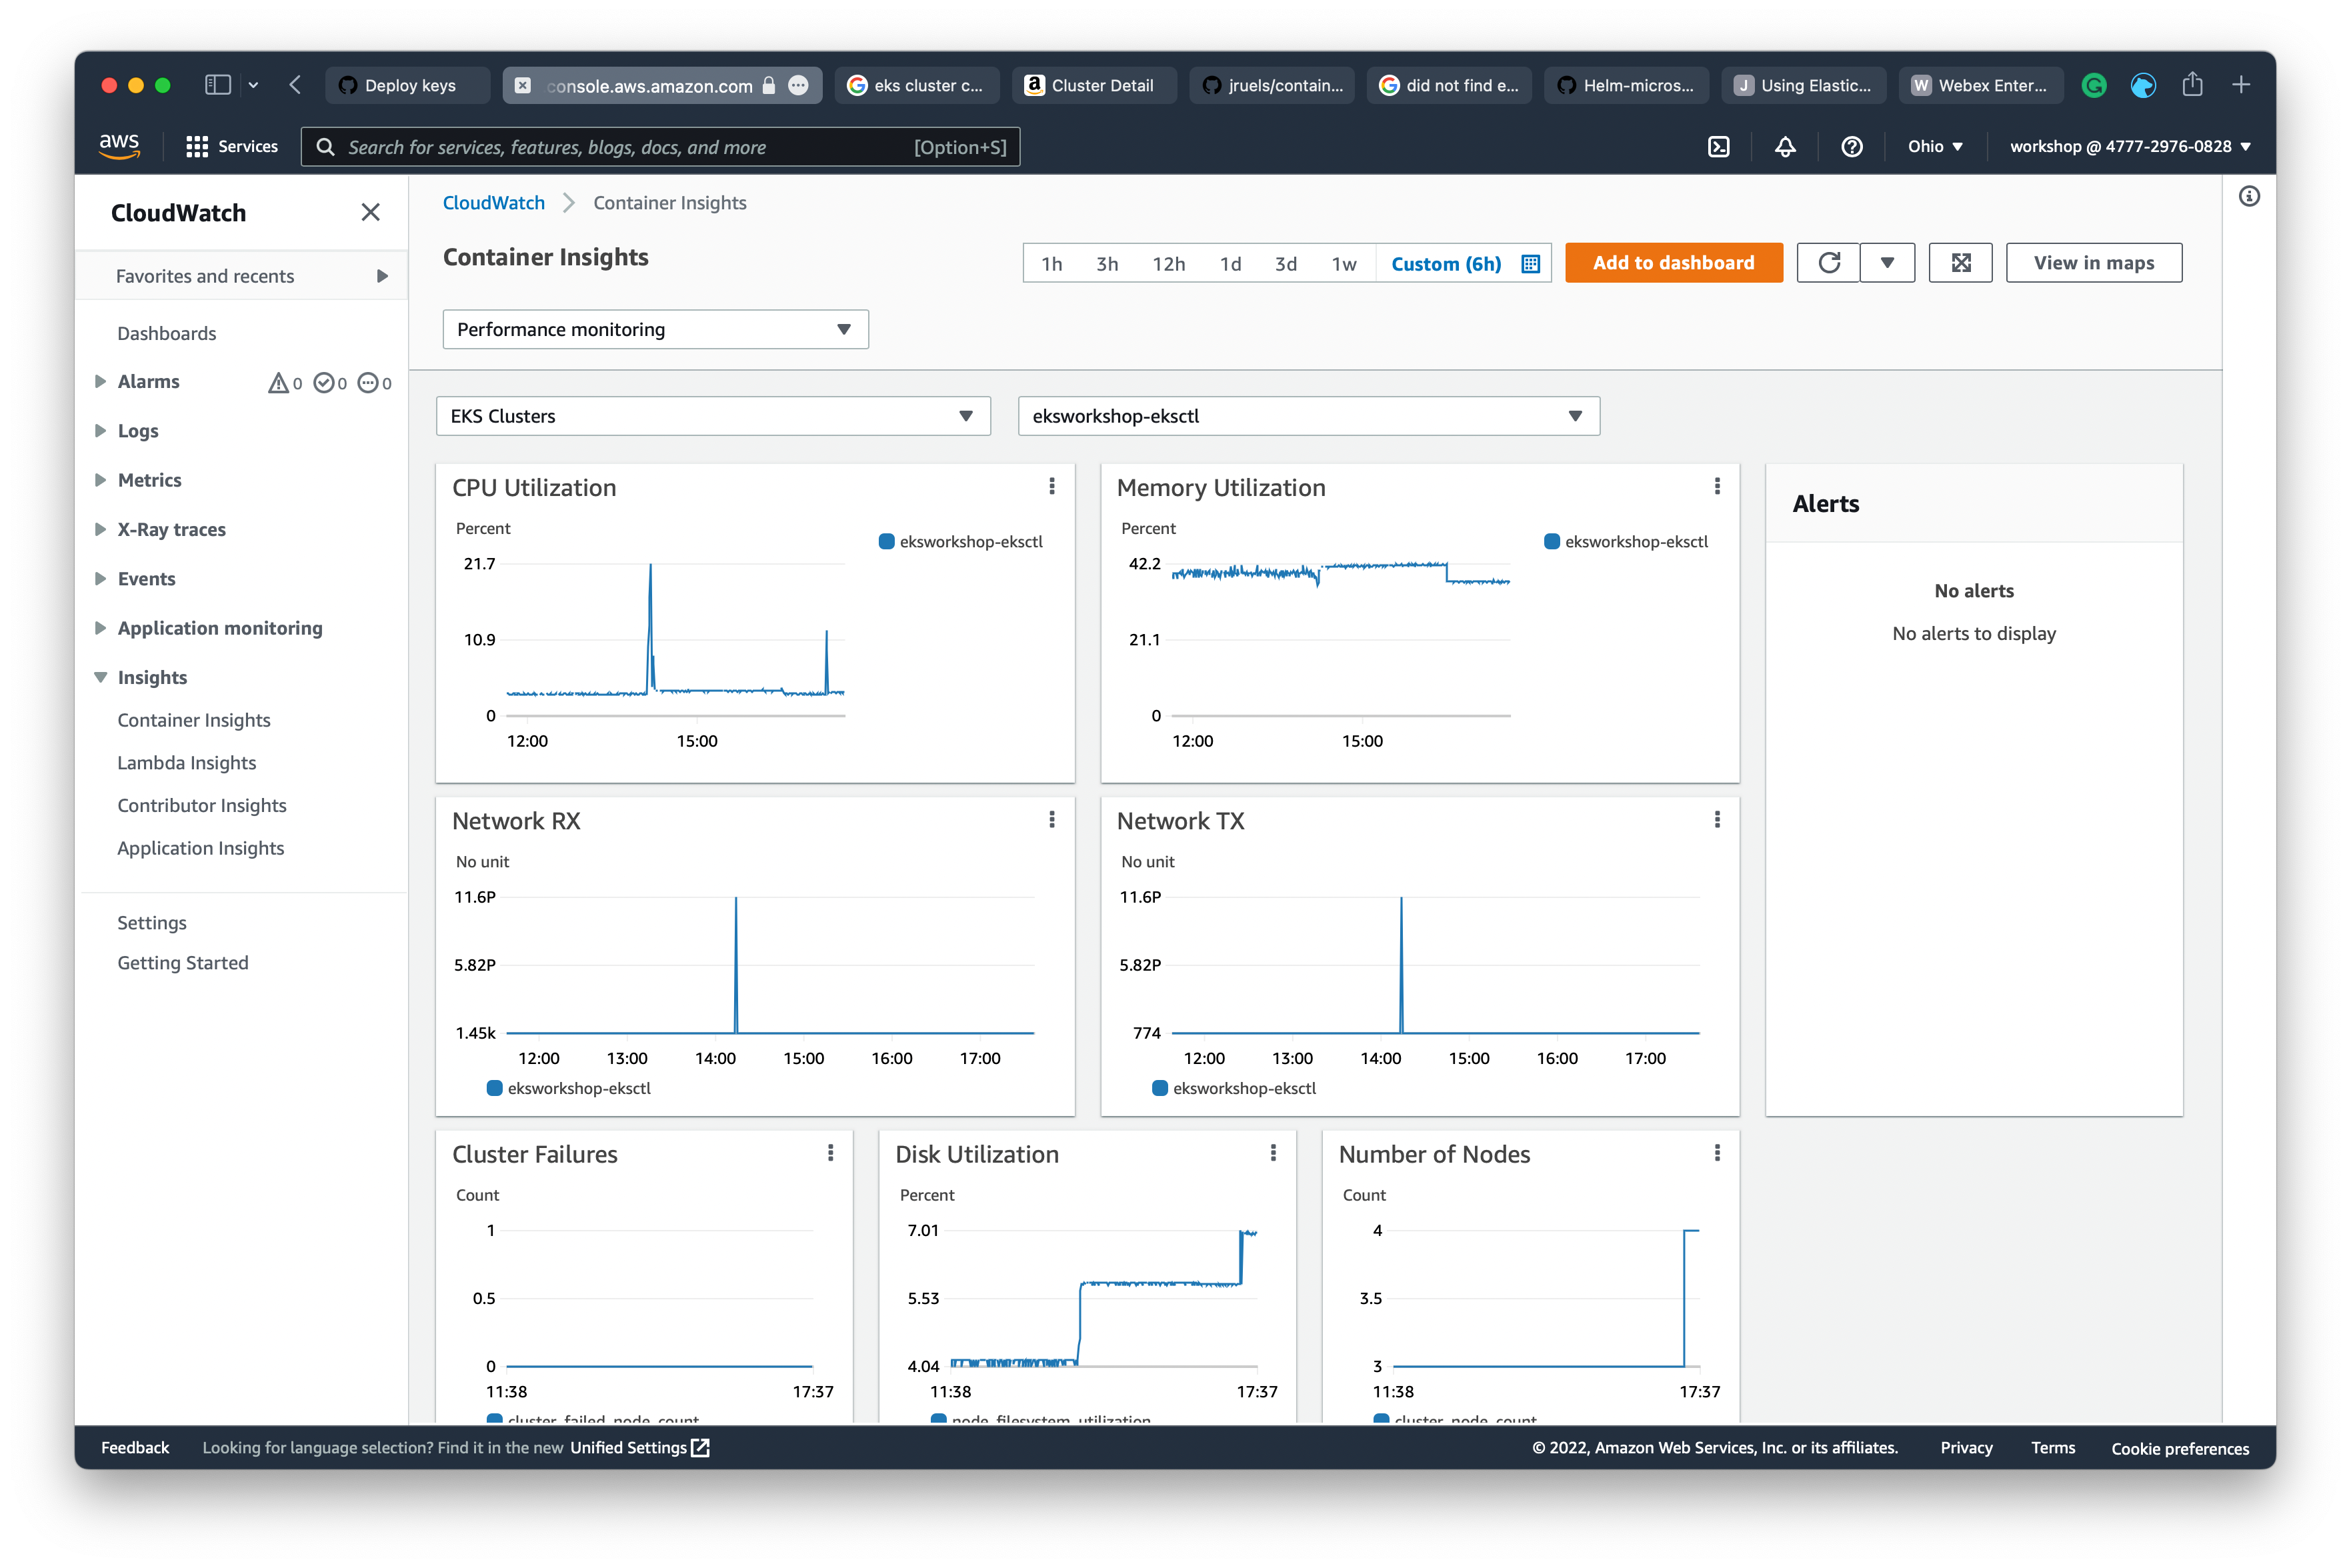 Deploy keys
console.aws.amazon.com
eks cluster c...
Cluster Detail
jruels/contain...
did not find e...
Helm-micros...
J Using Elastic...
W Webex Enter...
aws
Services
Search for services, features, blogs, docs, and more [Option+S]
Ohio
workshop @ 4777-2976-0828
CloudWatch
Favorites and recents
Dashboards
Alarms 0 0 0
Logs
Metrics
X-Ray traces
Events
Application monitoring
Insights
Container Insights
Lambda Insights
Contributor Insights
Application Insights
Settings
Getting Started
CloudWatch Container Insights
Container Insights
1h 3h 12h 1d 3d 1w Custom (6h)
Add to dashboard
View in maps
Performance monitoring
EKS Clusters
eksworkshop-eksctl
CPU Utilization
Percent
eksworkshop-eksctl
21.7
10.9
0
12:00 15:00
Memory Utilization
Percent
eksworkshop-eksctl
42.2
21.1
0
12:00 15:00
Alerts
No alerts
No alerts to display
Network RX
No unit
11.6P
5.82P
1.45k
12:00 13:00 14:00 15:00 16:00 17:00
eksworkshop-eksctl
Network TX
No unit
11.6P
5.82P
774
12:00 13:00 14:00 15:00 16:00 17:00
eksworkshop-eksctl
Cluster Failures
Count
1
0.5
0
11:38 17:37
cluster_failed_node_count
Disk Utilization
Percent
7.01
5.53
4.04
11:38 17:37
node_filesystem_utilization
Number of Nodes
Count
4
3.5
3
11:38 17:37
cluster_node_count
Feedback
Looking for language selection? Find it in the new Unified Settings
© 2022, Amazon Web Services, Inc. or its affiliates.
Privacy
Terms
Cookie preferences